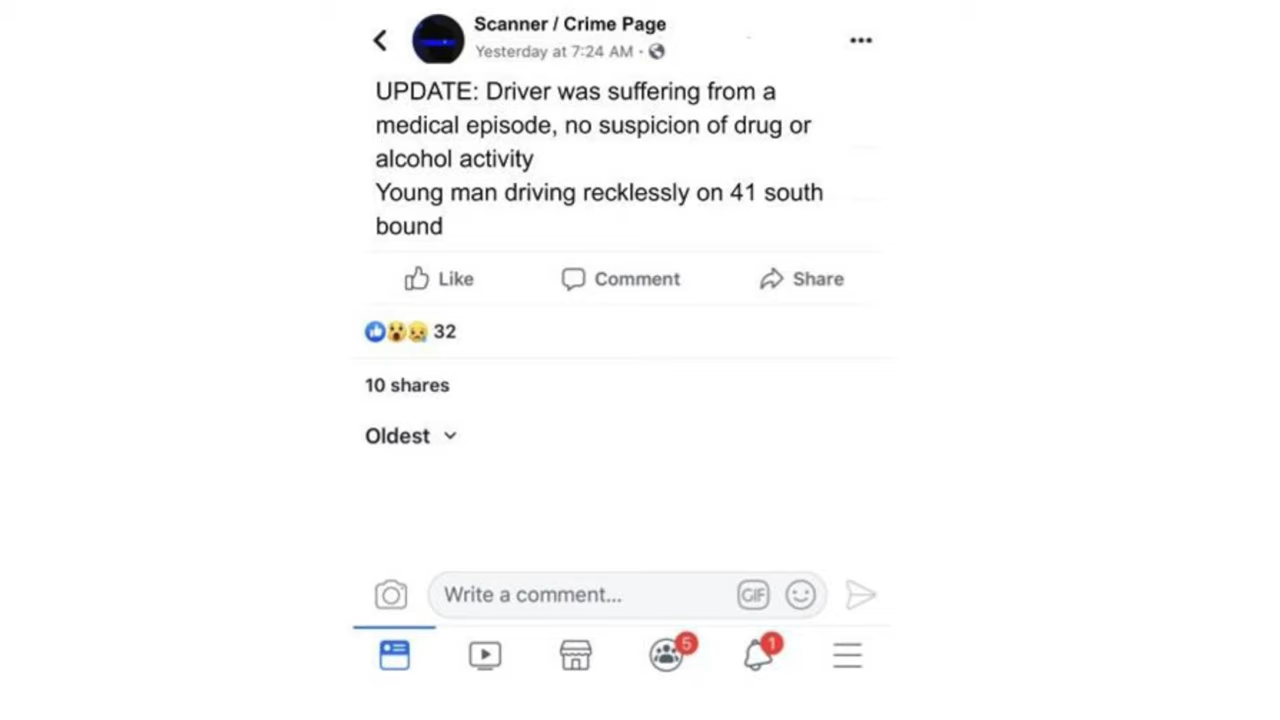 Scanner / Crime Page
Yesterday at 7:24 AM ·
UPDATE: Driver was suffering from a
medical episode, no suspicion of drug or
alcohol activity
Young man driving recklessly on 41 south
bound
Like Comment Share
32
10 shares
Oldest
Write a comment... GIF
5 1